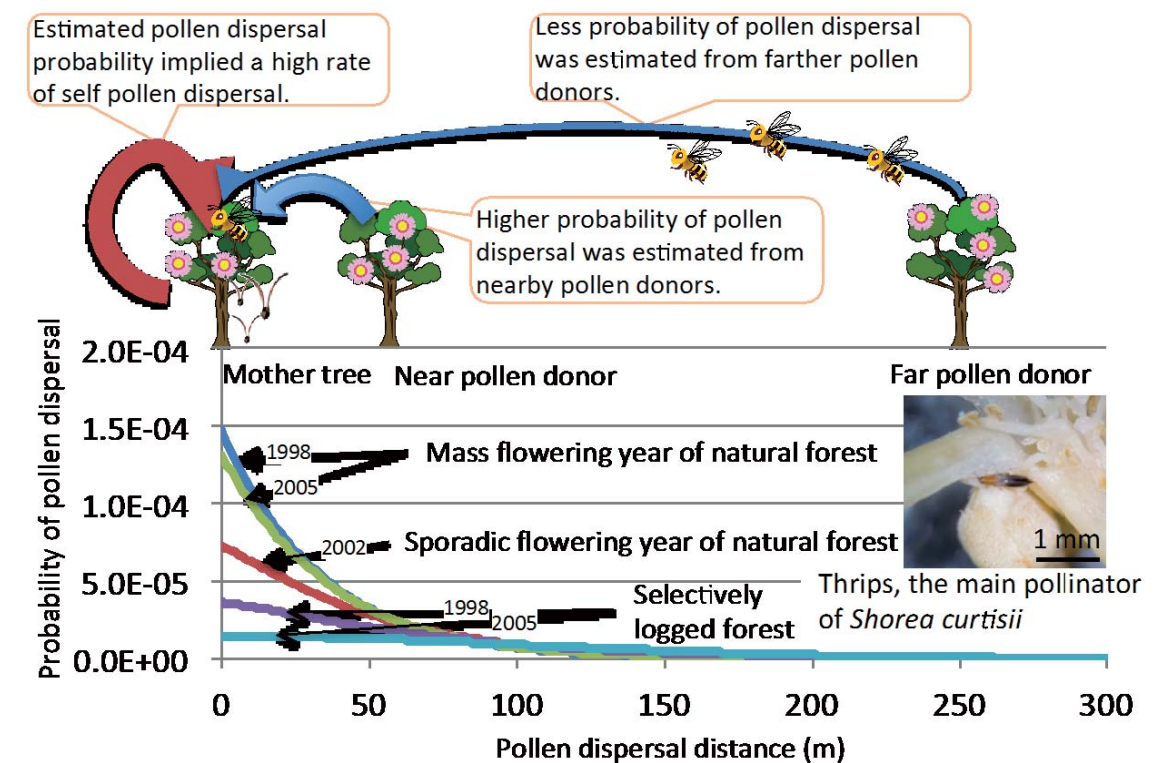 Estimated pollen dispersal
probability implied a high rate
of self pollen dispersal.
Less probability of pollen dispersal
was estimated from farther pollen
donors.
Higher probability of pollen
dispersal was estimated from
nearby pollen donors.
Probability of pollen dispersal
2.0E-04
1.5E-04
1.0E-04
5.0E-05
0.0E+00
Mother tree
Near pollen donor
Far pollen donor
1998
2005
Mass flowering year of natural forest
2002
Sporadic flowering year of natural forest
1998
2005
Selectively
logged forest
1 mm
Thrips, the main pollinator
of Shorea curtisii
0 50 100 150 200 250 300
Pollen dispersal distance (m)